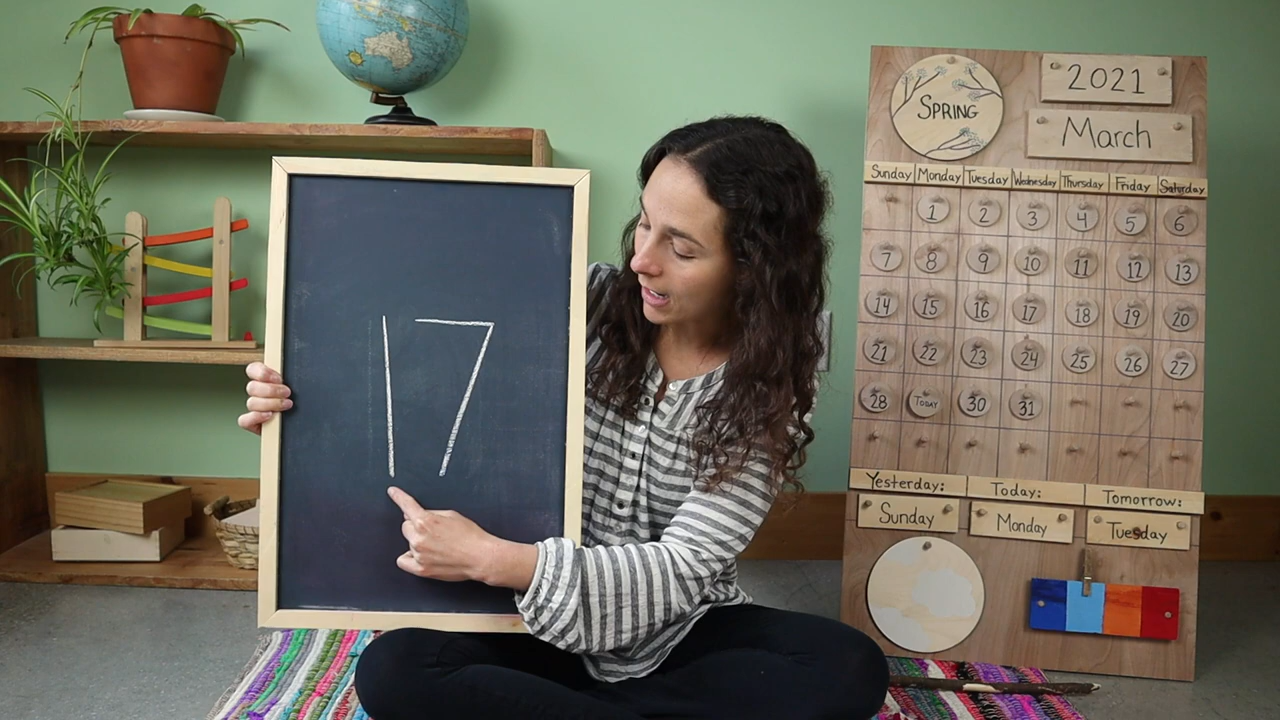 17
SPRING
2021
March
Sunday Monday Tuesday Wednesday Thursday Friday Saturday
1 2 3 4 5 6
7 8 9 10 11 12 13
14 15 16 17 18 19 20
21 22 23 24 25 26 27
28 TODAY 30 31
Yesterday: Today: Tomorrow:
Sunday Monday Tuesday